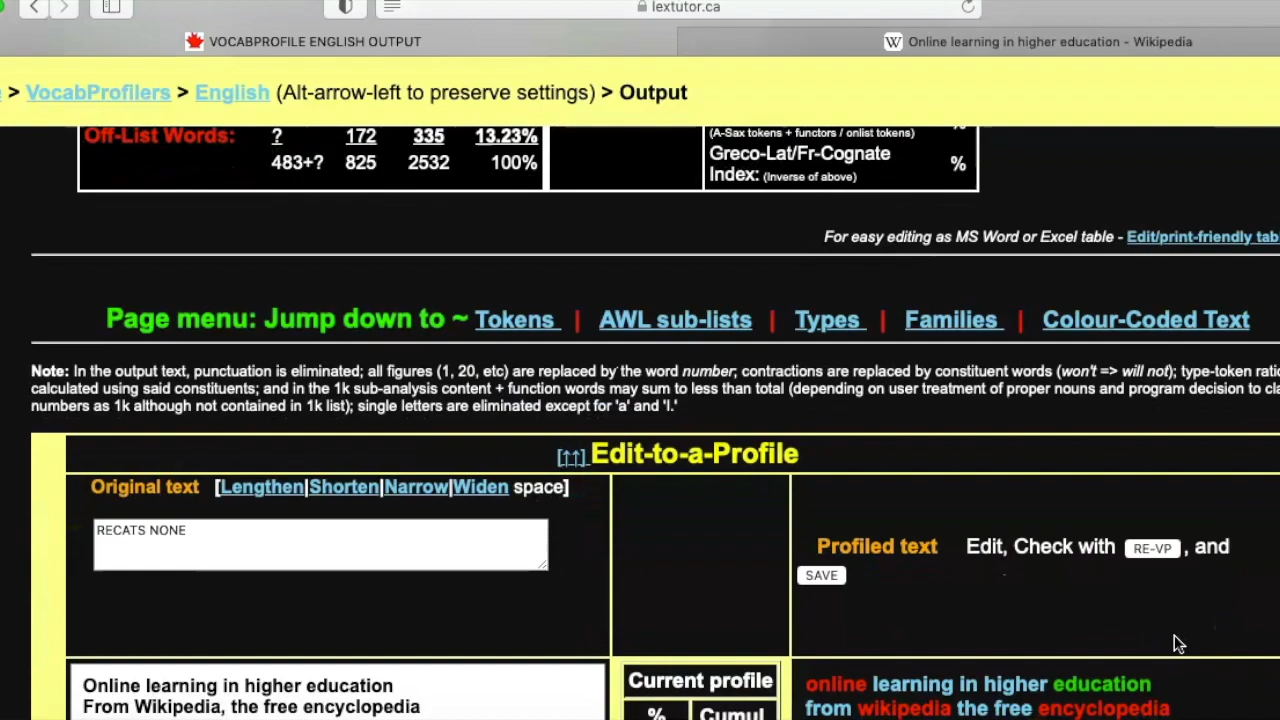 lextutor.ca
VOCABPROFILE ENGLISH OUTPUT
Online learning in higher education - Wikipedia
> VocabProfilers > English (Alt-arrow-left to preserve settings) > Output
Off-List Words: ? 172 335 13.23%
483+? 825 2532 100%
(A-Sax tokens + functors / onlist tokens) %
Greco-Lat/Fr-Cognate
Index: (Inverse of above) %
For easy editing as MS Word or Excel table - Edit/print-friendly tab
Page menu: Jump down to ~ Tokens | AWL sub-lists | Types | Families | Colour-Coded Text
Note: In the output text, punctuation is eliminated; all figures (1, 20, etc) are replaced by the word number; contractions are replaced by constituent words (won't => will not); type-token ratio
calculated using said constituents; and in the 1k sub-analysis content + function words may sum to less than total (depending on user treatment of proper nouns and program decision to cla
numbers as 1k although not contained in 1k list); single letters are eliminated except for 'a' and 'I.'
[↑↑] Edit-to-a-Profile
Original text [Lengthen|Shorten|Narrow|Widen space]
RECATS NONE
Profiled text Edit, Check with RE-VP , and
SAVE
Online learning in higher education
From Wikipedia, the free encyclopedia
Current profile
% Cumul
online learning in higher education
from wikipedia the free encyclopedia